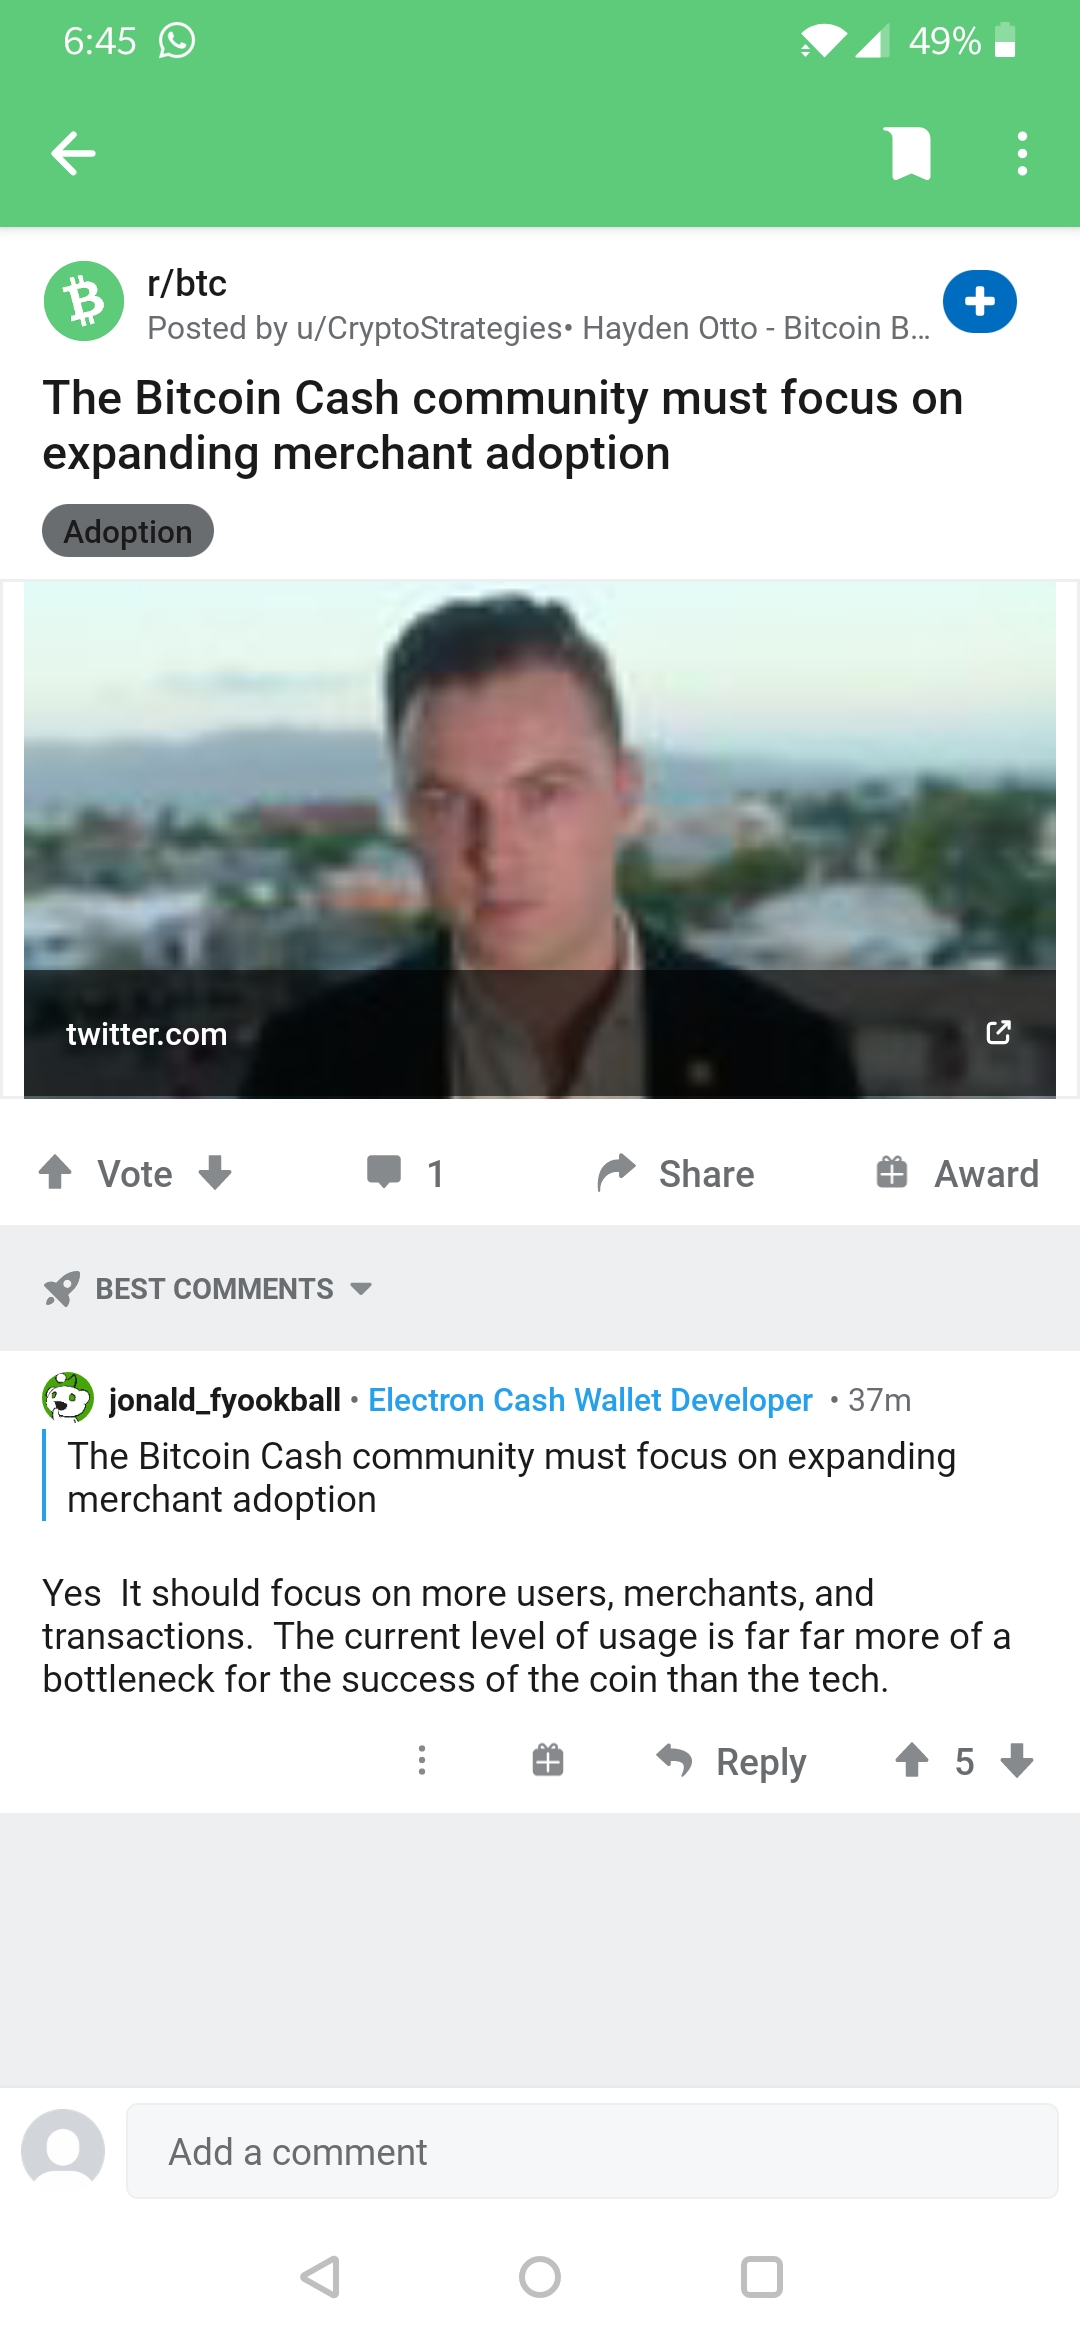 6:45
49%
r/btc
Posted by u/CryptoStrategies• Hayden Otto - Bitcoin B...
The Bitcoin Cash community must focus on
expanding merchant adoption
Adoption
twitter.com
Vote
1
Share
Award
BEST COMMENTS
jonald_fyookball • Electron Cash Wallet Developer • 37m
The Bitcoin Cash community must focus on expanding
merchant adoption
Yes  It should focus on more users, merchants, and
transactions.  The current level of usage is far far more of a
bottleneck for the success of the coin than the tech.
Reply
5
Add a comment